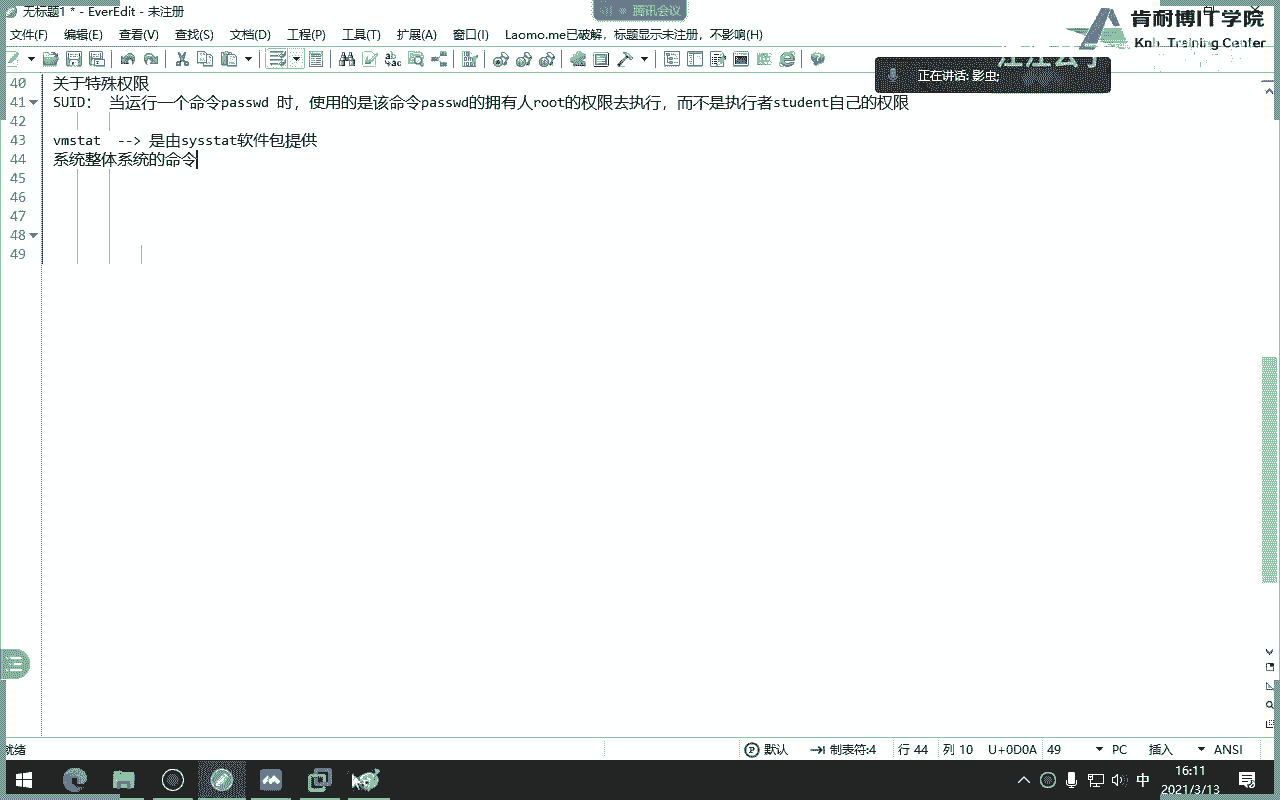 无标题1 * - EverEdit - 未注册
腾讯会议
肯耐博IT学院
Knb Training Center
文件(F) 编辑(E) 查看(V) 查找(S) 文档(D) 工程(P) 工具(T) 扩展(A) 窗口(I) Laomo.me已破解，标题显示未注册，不影响(H)
正在讲话: 影虫;
40 关于特殊权限
41 SUID： 当运行一个命令passwd 时，使用的是该命令passwd的拥有人root的权限去执行，而不是执行者student自己的权限
42
43 vmstat --> 是由sysstat软件包提供
44 系统整体系统的命令
45
46
47
48
49
就绪 默认 制表符:4 行 44 列 10 U+0D0A 49 PC 插入 ANSI
中 16:11
2021/3/13